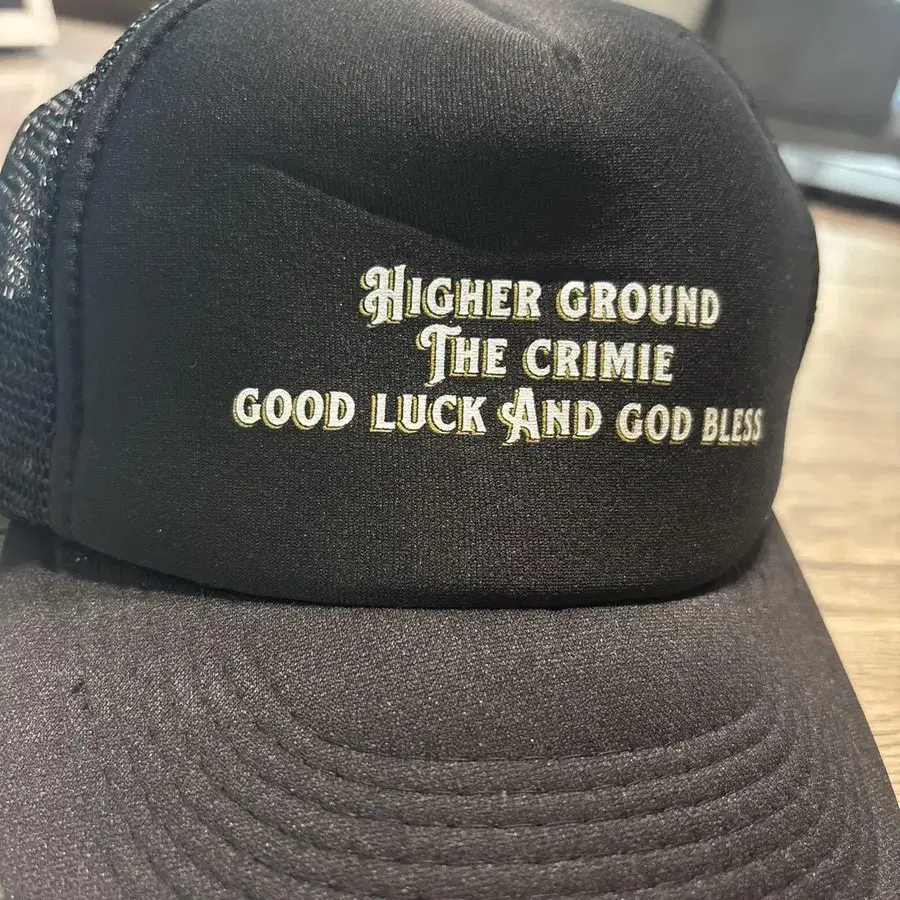 HIGHER GROUND
THE CRIMIE
GOOD LUCK AND GOD BLESS